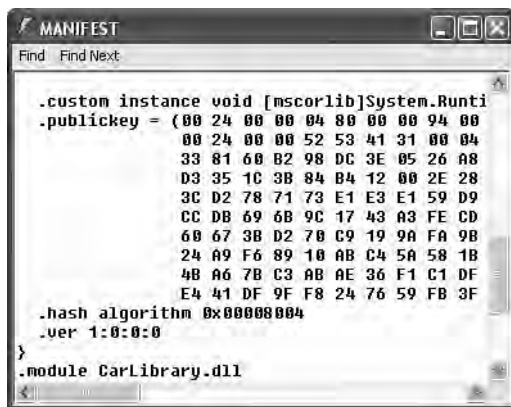 MANIFEST
Find Find Next
.custom instance void [mscorlib]System.Runti
.publickey = (00 24 00 00 04 80 00 00 94 00
00 24 00 00 52 53 41 31 00 04
33 81 60 B2 98 DC 3E 05 26 A8
D3 35 1C 3B 84 B4 12 00 2E 28
3C D2 78 71 73 E1 E3 E1 59 D9
CC DB 69 6B 9C 17 43 A3 FE CD
60 67 3B D2 70 C9 19 9A FA 9B
24 A9 F6 89 10 AB C4 5A 58 1B
4B A6 7B C3 AB AE 36 F1 C1 DF
E4 41 DF 9F F8 24 76 59 FB 3F
.hash algorithm 0x00008004
.ver 1:0:0:0
}
.module CarLibrary.dll